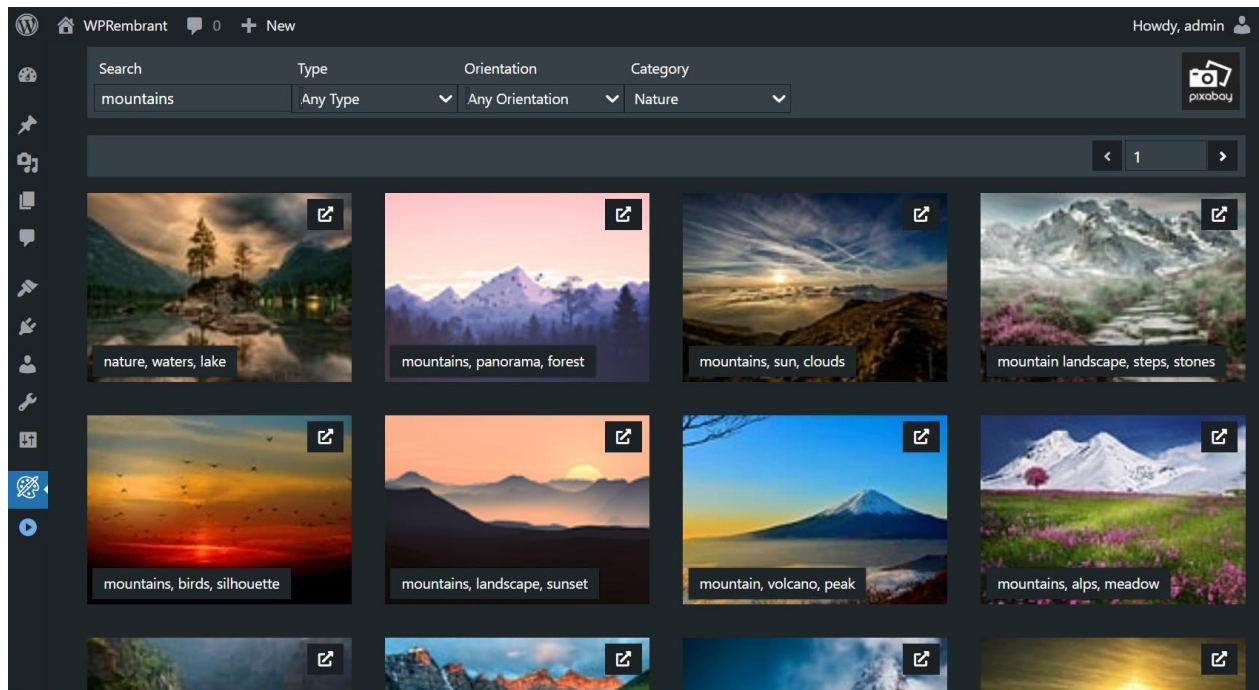 WPRembrant 0 New Howdy, admin
Search Type Orientation Category
mountains Any Type Any Orientation Nature
pixabay
1
nature, waters, lake
mountains, panorama, forest
mountains, sun, clouds
mountain landscape, steps, stones
mountains, birds, silhouette
mountains, landscape, sunset
mountain, volcano, peak
mountains, alps, meadow